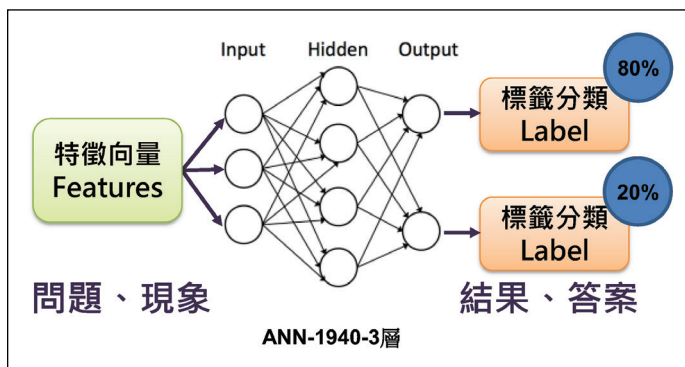 Input Hidden Output
80%
標籤分類
Label
特徵向量
Features
20%
標籤分類
Label
問題、現象
結果、答案
ANN-1940-3層